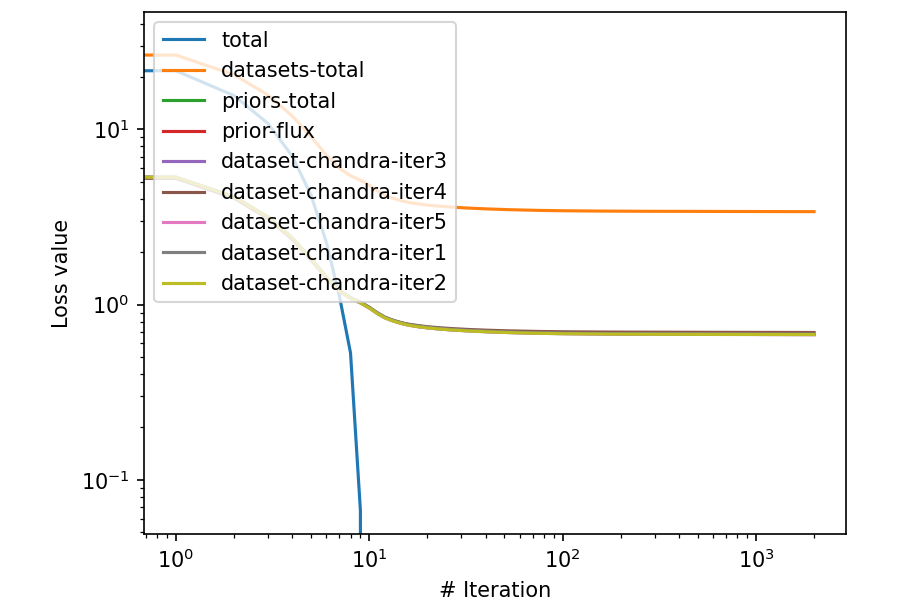 total
datasets-total
priors-total
prior-flux
dataset-chandra-iter3
dataset-chandra-iter4
dataset-chandra-iter5
dataset-chandra-iter1
dataset-chandra-iter2
10¹
10⁰
10⁻¹
Loss value
10⁰ 10¹ 10² 10³
# Iteration